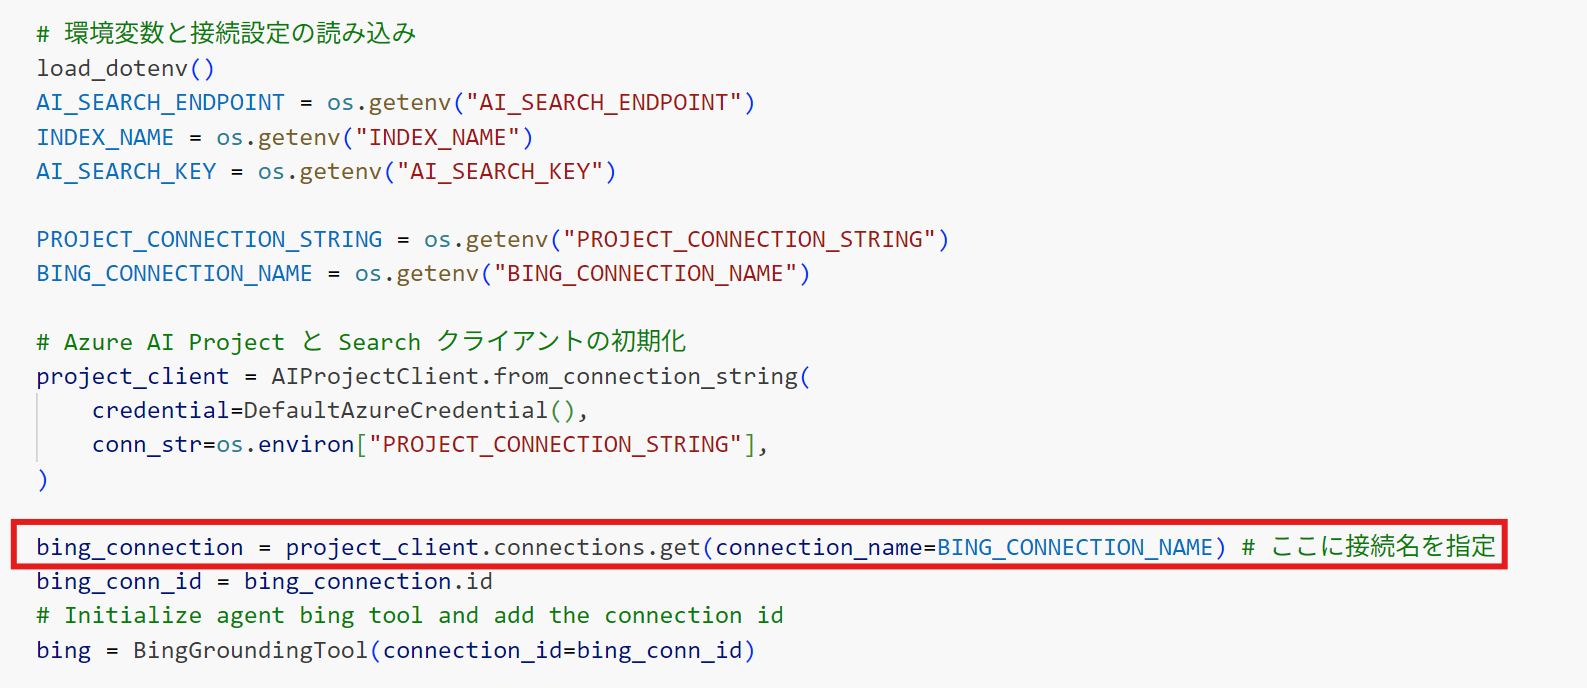 # 環境変数と接続設定の読み込み
load_dotenv()
AI_SEARCH_ENDPOINT = os.getenv("AI_SEARCH_ENDPOINT")
INDEX_NAME = os.getenv("INDEX_NAME")
AI_SEARCH_KEY = os.getenv("AI_SEARCH_KEY")
PROJECT_CONNECTION_STRING = os.getenv("PROJECT_CONNECTION_STRING")
BING_CONNECTION_NAME = os.getenv("BING_CONNECTION_NAME")
# Azure AI Project と Search クライアントの初期化
project_client = AIProjectClient.from_connection_string(
    credential=DefaultAzureCredential(),
    conn_str=os.environ["PROJECT_CONNECTION_STRING"],
)
bing_connection = project_client.connections.get(connection_name=BING_CONNECTION_NAME) # ここに接続名を指定
bing_conn_id = bing_connection.id
# Initialize agent bing tool and add the connection id
bing = BingGroundingTool(connection_id=bing_conn_id)